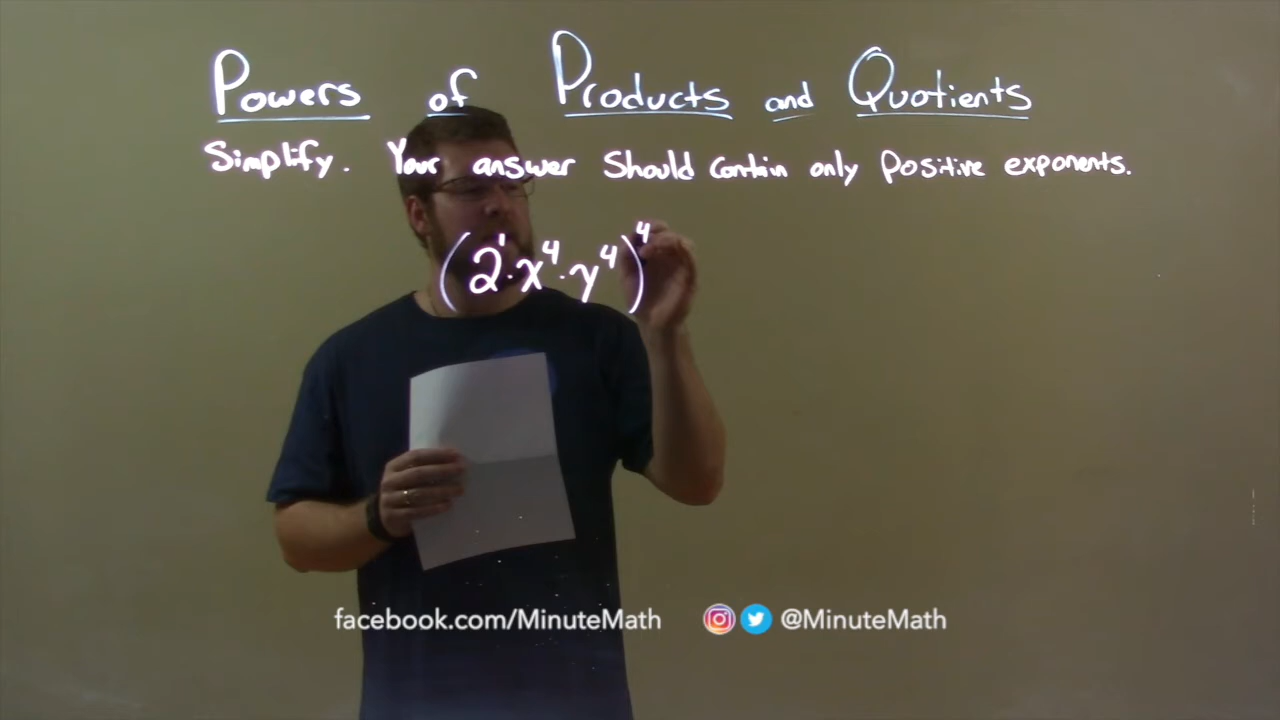 Powers of Products and Quotients
Simplify. Your answer should contain only positive exponents.
(2¹·x⁴·y⁴)⁴
facebook.com/MinuteMath @MinuteMath